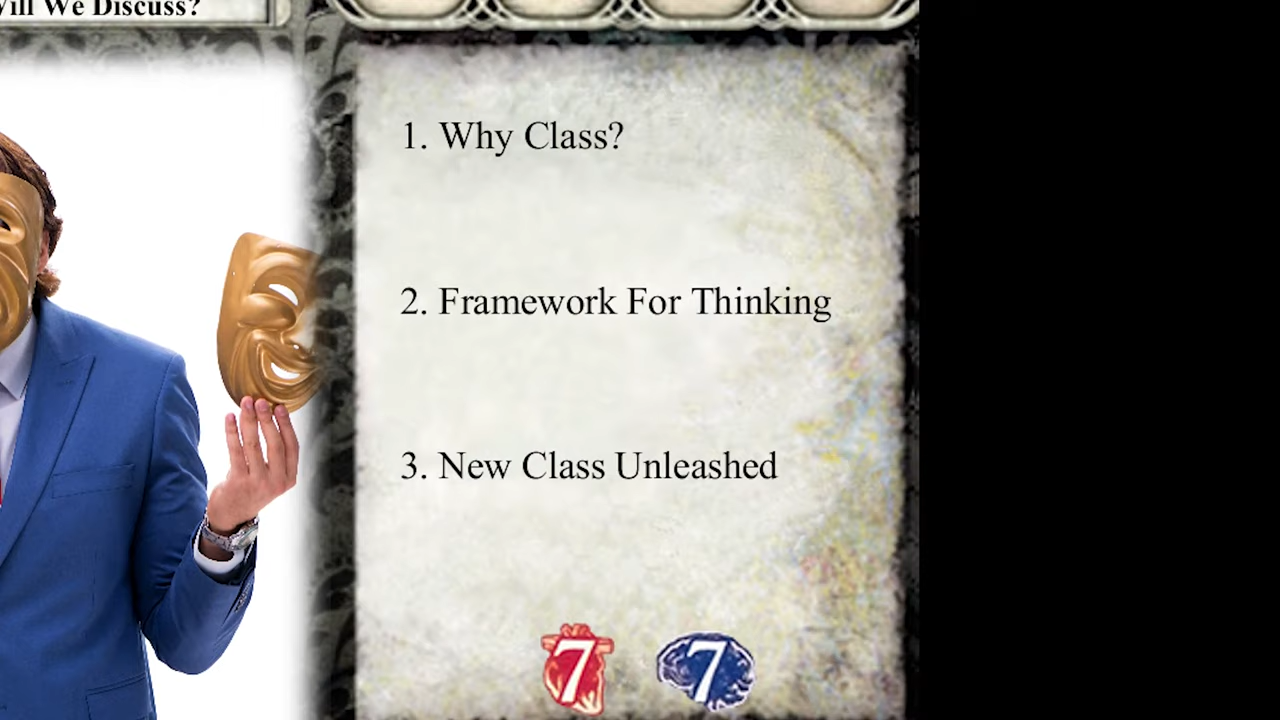 Will We Discuss?
1. Why Class?
2. Framework For Thinking
3. New Class Unleashed
7 7